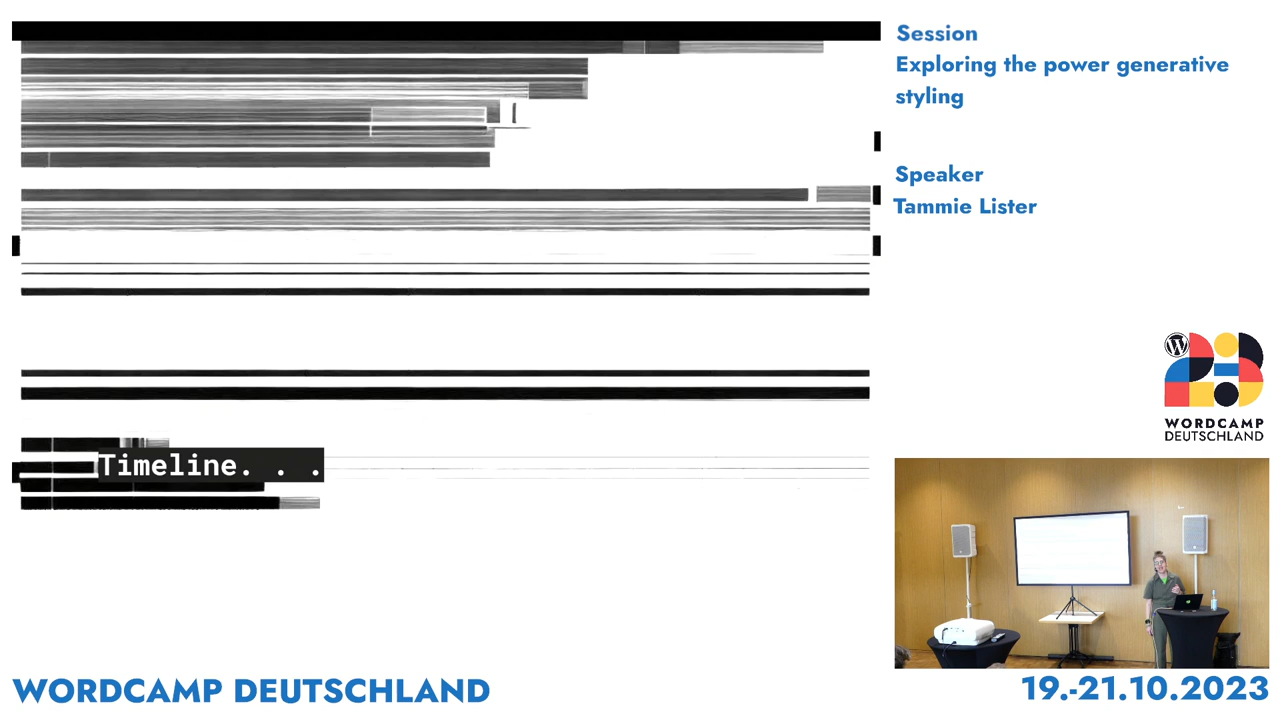 Session
Exploring the power generative
styling
Speaker
Tammie Lister
WORDCAMP
DEUTSCHLAND
Timeline. . .
WORDCAMP DEUTSCHLAND
19.-21.10.2023